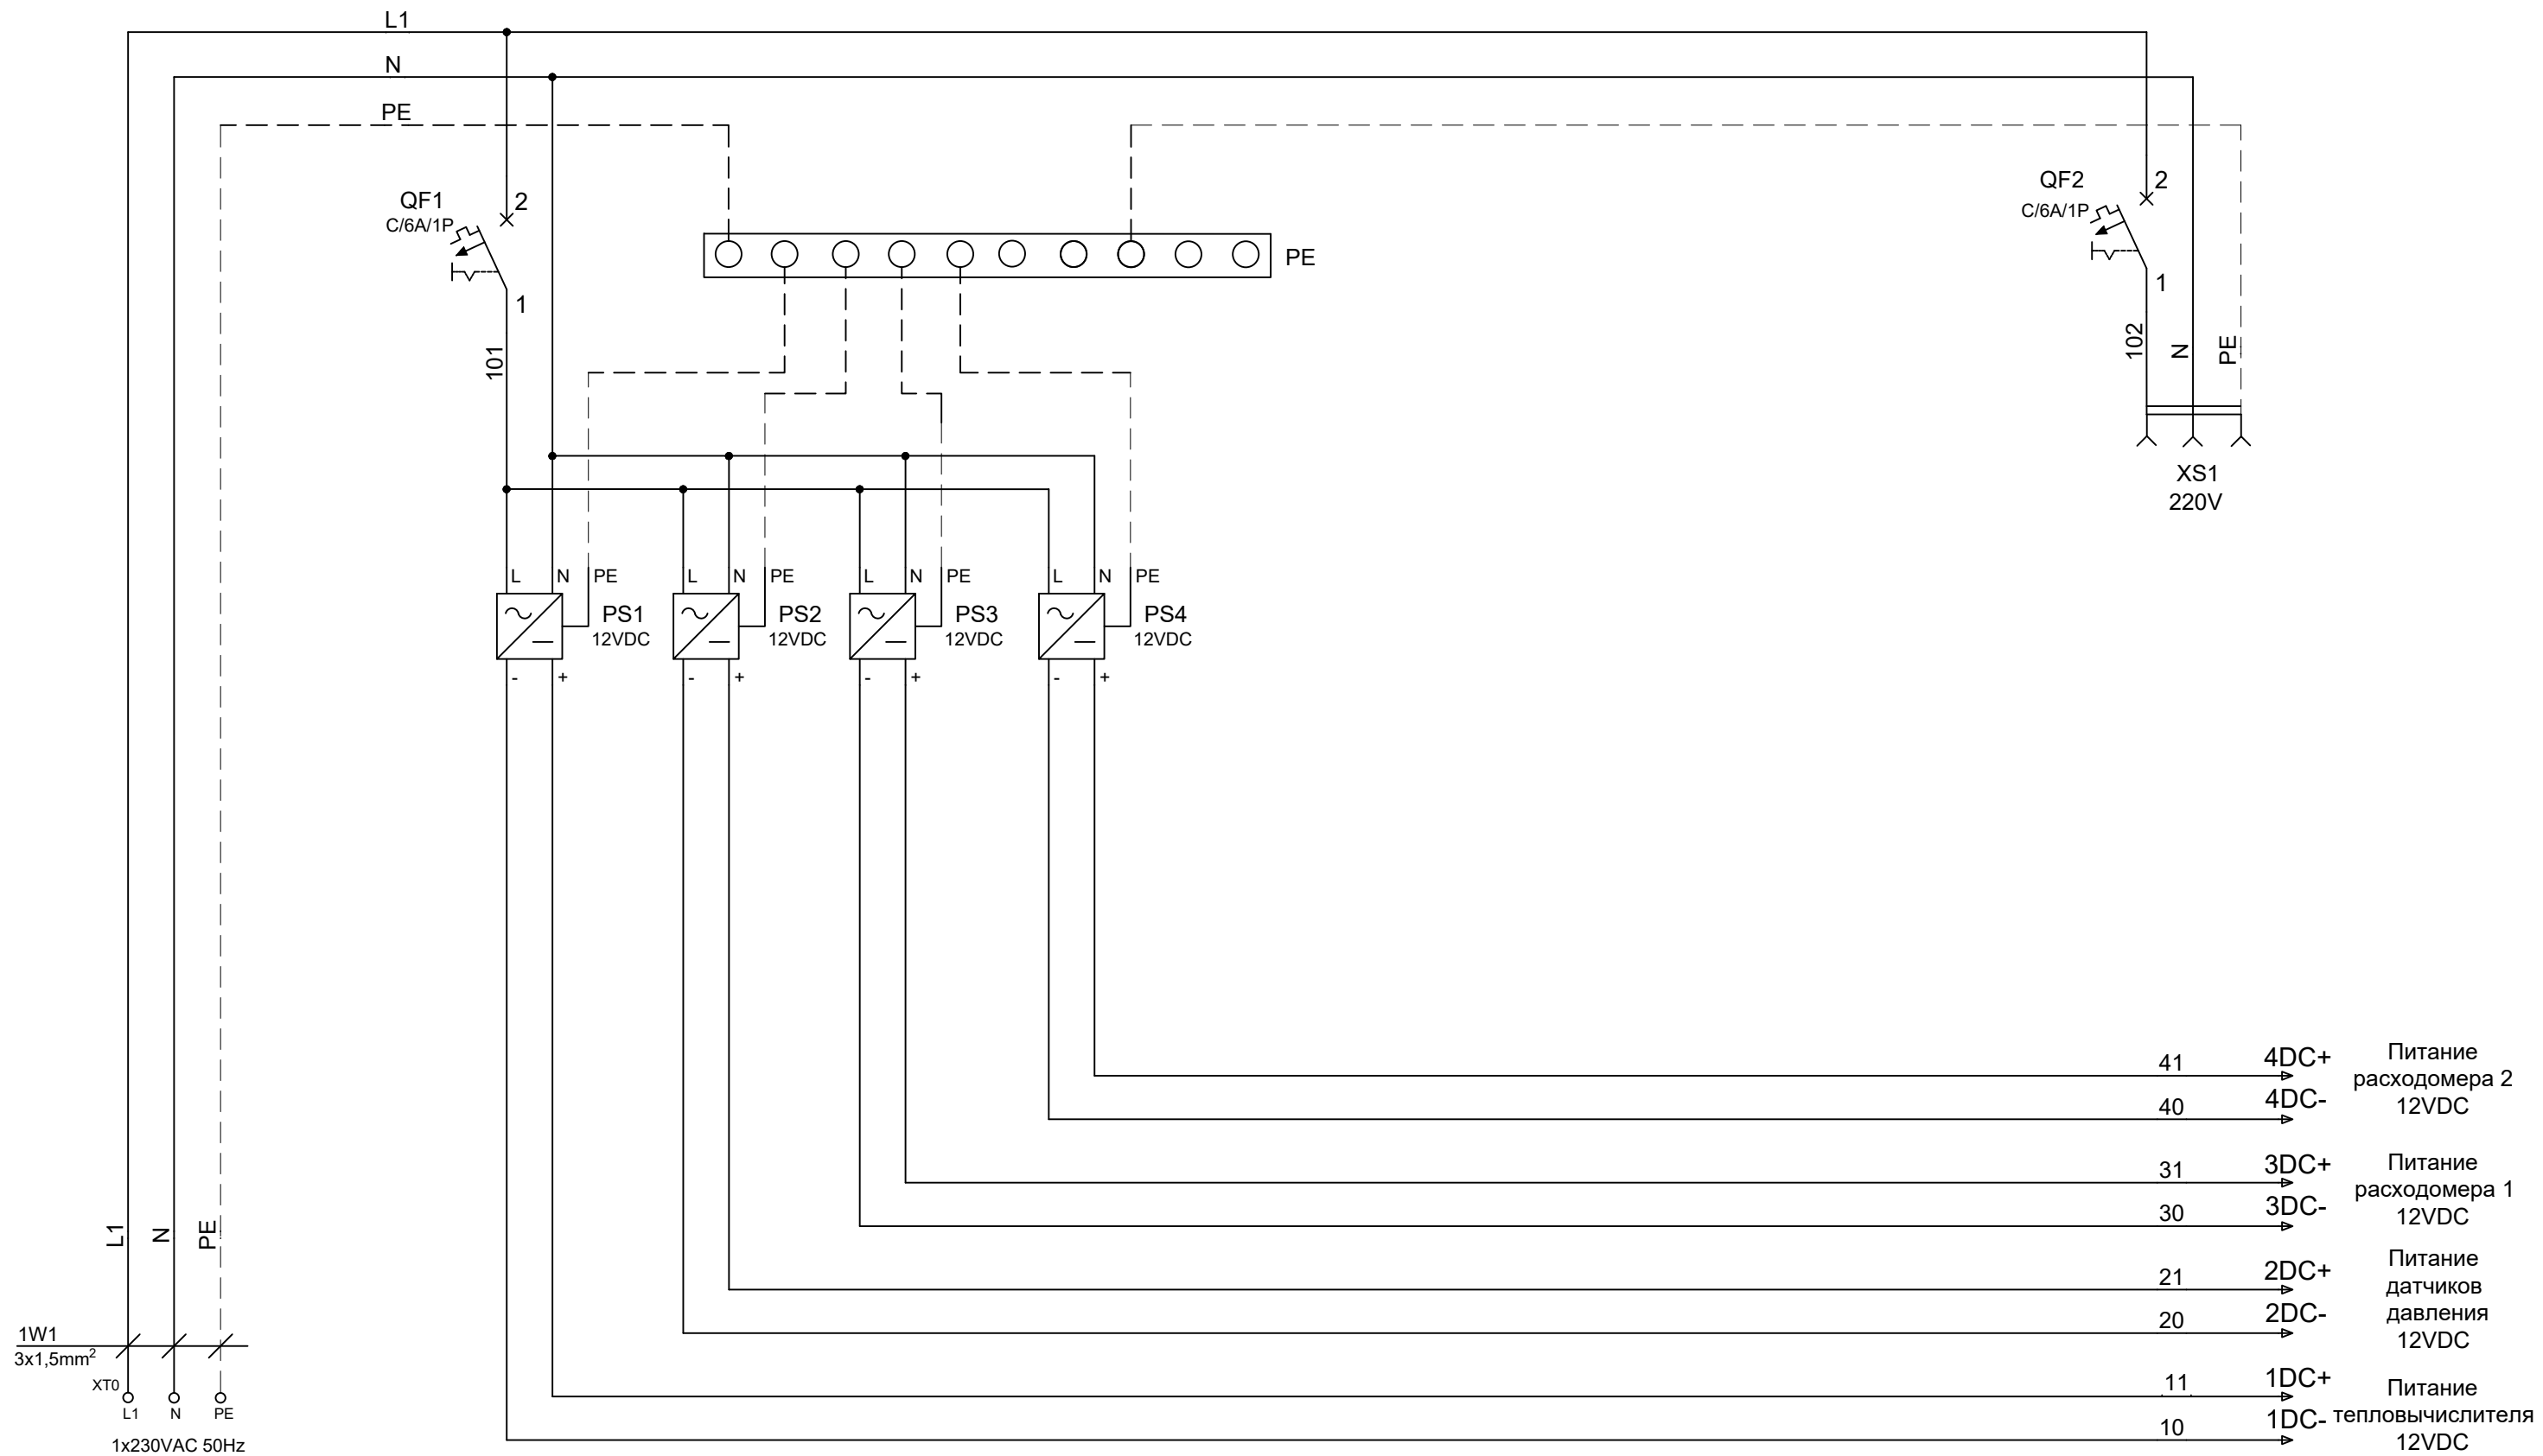 L1
N
PE
QF1
C/6A/1P
2
1
101
PE
QF2
C/6A/1P
2
1
102
N
PE
XS1
220V
L N PE
PS1
12VDC
- +
L N PE
PS2
12VDC
- +
L N PE
PS3
12VDC
- +
L N PE
PS4
12VDC
- +
41 4DC+
40 4DC-
Питание
расходомера 2
12VDC
31 3DC+
30 3DC-
Питание
расходомера 1
12VDC
21 2DC+
20 2DC-
Питание
датчиков
давления
12VDC
11 1DC+
10 1DC-
Питание
тепловычислителя
12VDC
L1
N
PE
1W1
3x1,5mm²
XT0
L1 N PE
1x230VAC 50Hz